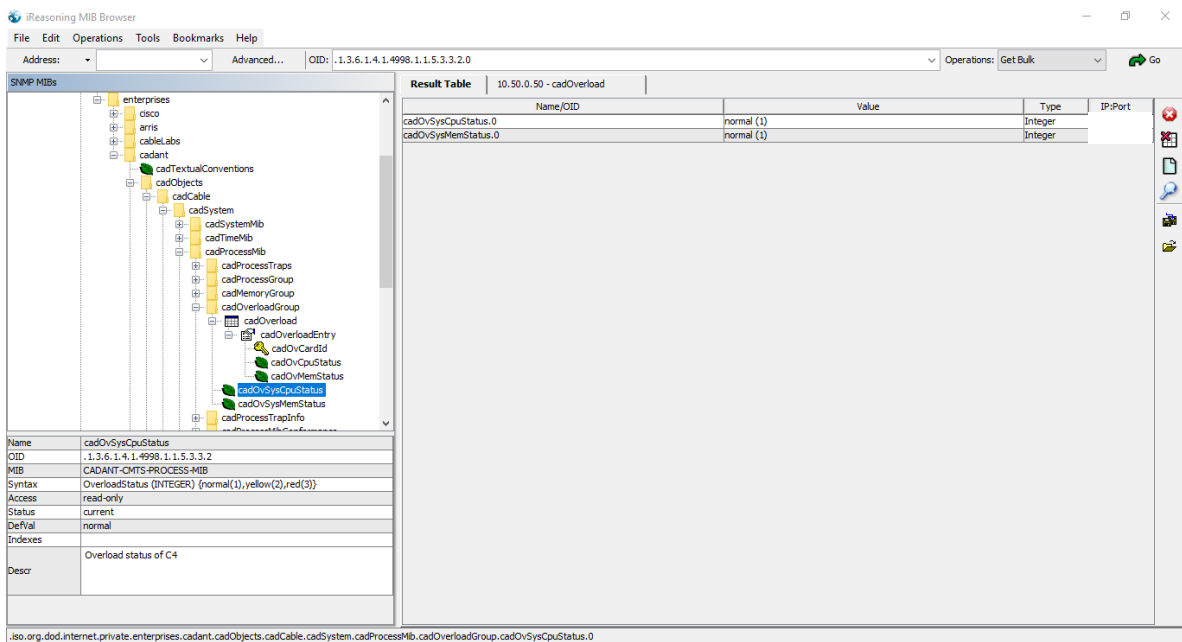 iReasoning MIB Browser
File Edit Operations Tools Bookmarks Help
Address: Advanced... OID: .1.3.6.1.4.1.4998.1.1.5.3.3.2.0 Operations: Get Bulk Go
SNMP MIBs
enterprises
cisco
arris
cableLabs
cadant
cadTextualConventions
cadObjects
cadCable
cadSystem
cadSystemMib
cadTimeMib
cadProcessMib
cadProcessTraps
cadProcessGroup
cadMemoryGroup
cadOverloadGroup
cadOverload
cadOverloadEntry
cadOvCardId
cadOvCpuStatus
cadOvMemStatus
cadOvSysCpuStatus
cadOvSysMemStatus
cadProcessTrapInfo
cadProcessMibConformance
Name cadOvSysCpuStatus
OID .1.3.6.1.4.1.4998.1.1.5.3.3.2
MIB CADANT-CMTS-PROCESS-MIB
Syntax OverloadStatus (INTEGER) {normal(1),yellow(2),red(3)}
Access read-only
Status current
DefVal normal
Indexes
Descr Overload status of C4
Result Table 10.50.0.50 - cadOverload
Name/OID Value Type IP:Port
cadOvSysCpuStatus.0 normal (1) Integer
cadOvSysMemStatus.0 normal (1) Integer
.iso.org.dod.internet.private.enterprises.cadant.cadObjects.cadCable.cadSystem.cadProcessMib.cadOverloadGroup.cadOvSysCpuStatus.0